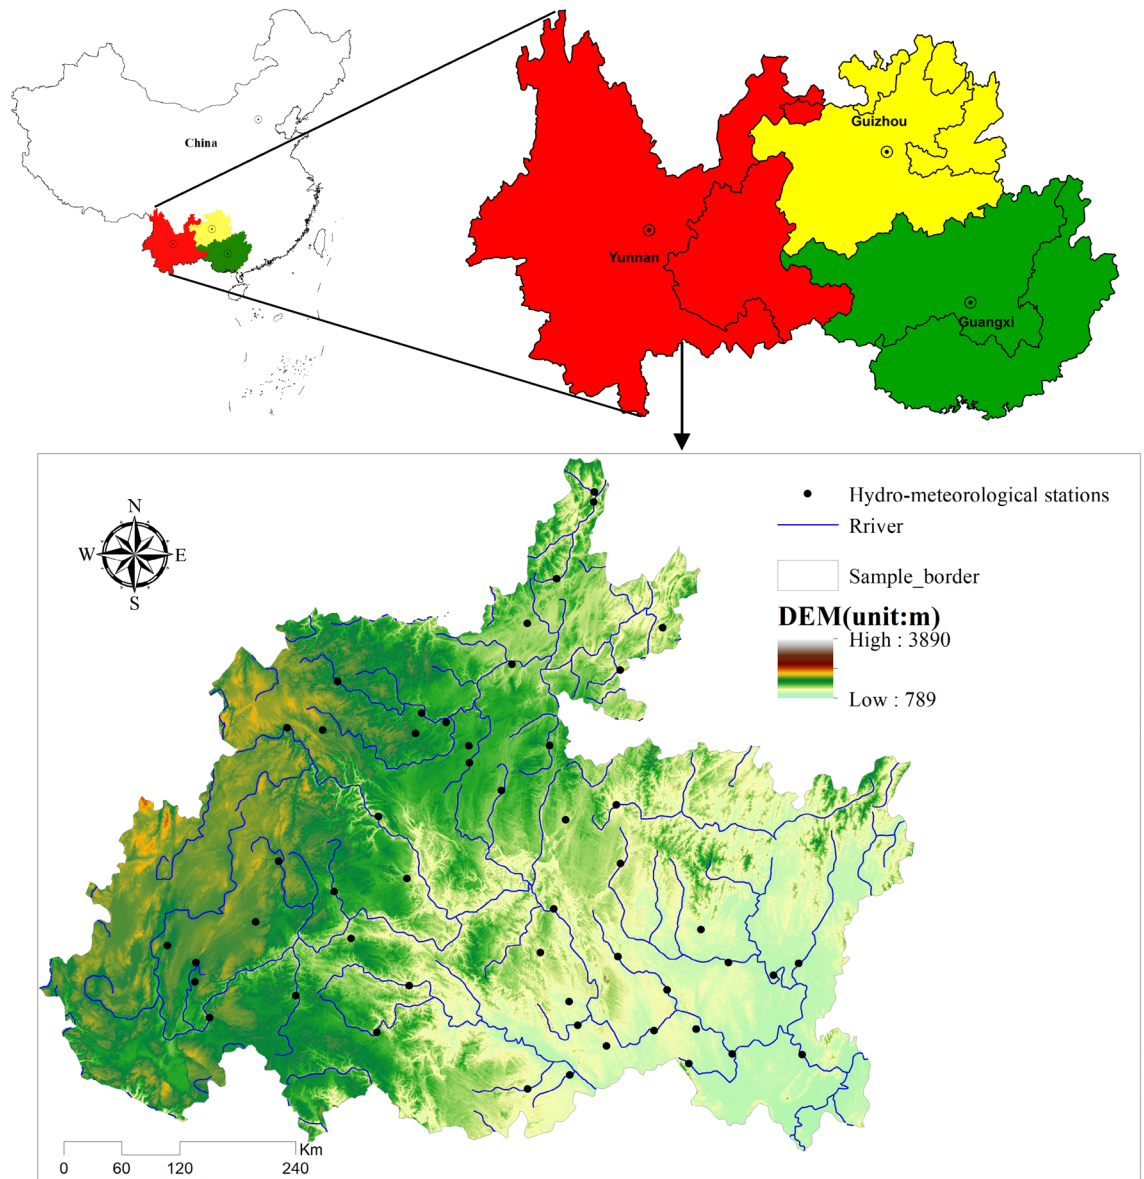 China
Guizhou
Yunnan
Guangxi
N
W E
S
Hydro-meteorological stations
Rriver
Sample_border
DEM(unit:m)
High : 3890
Low : 789
Km
0 60 120 240